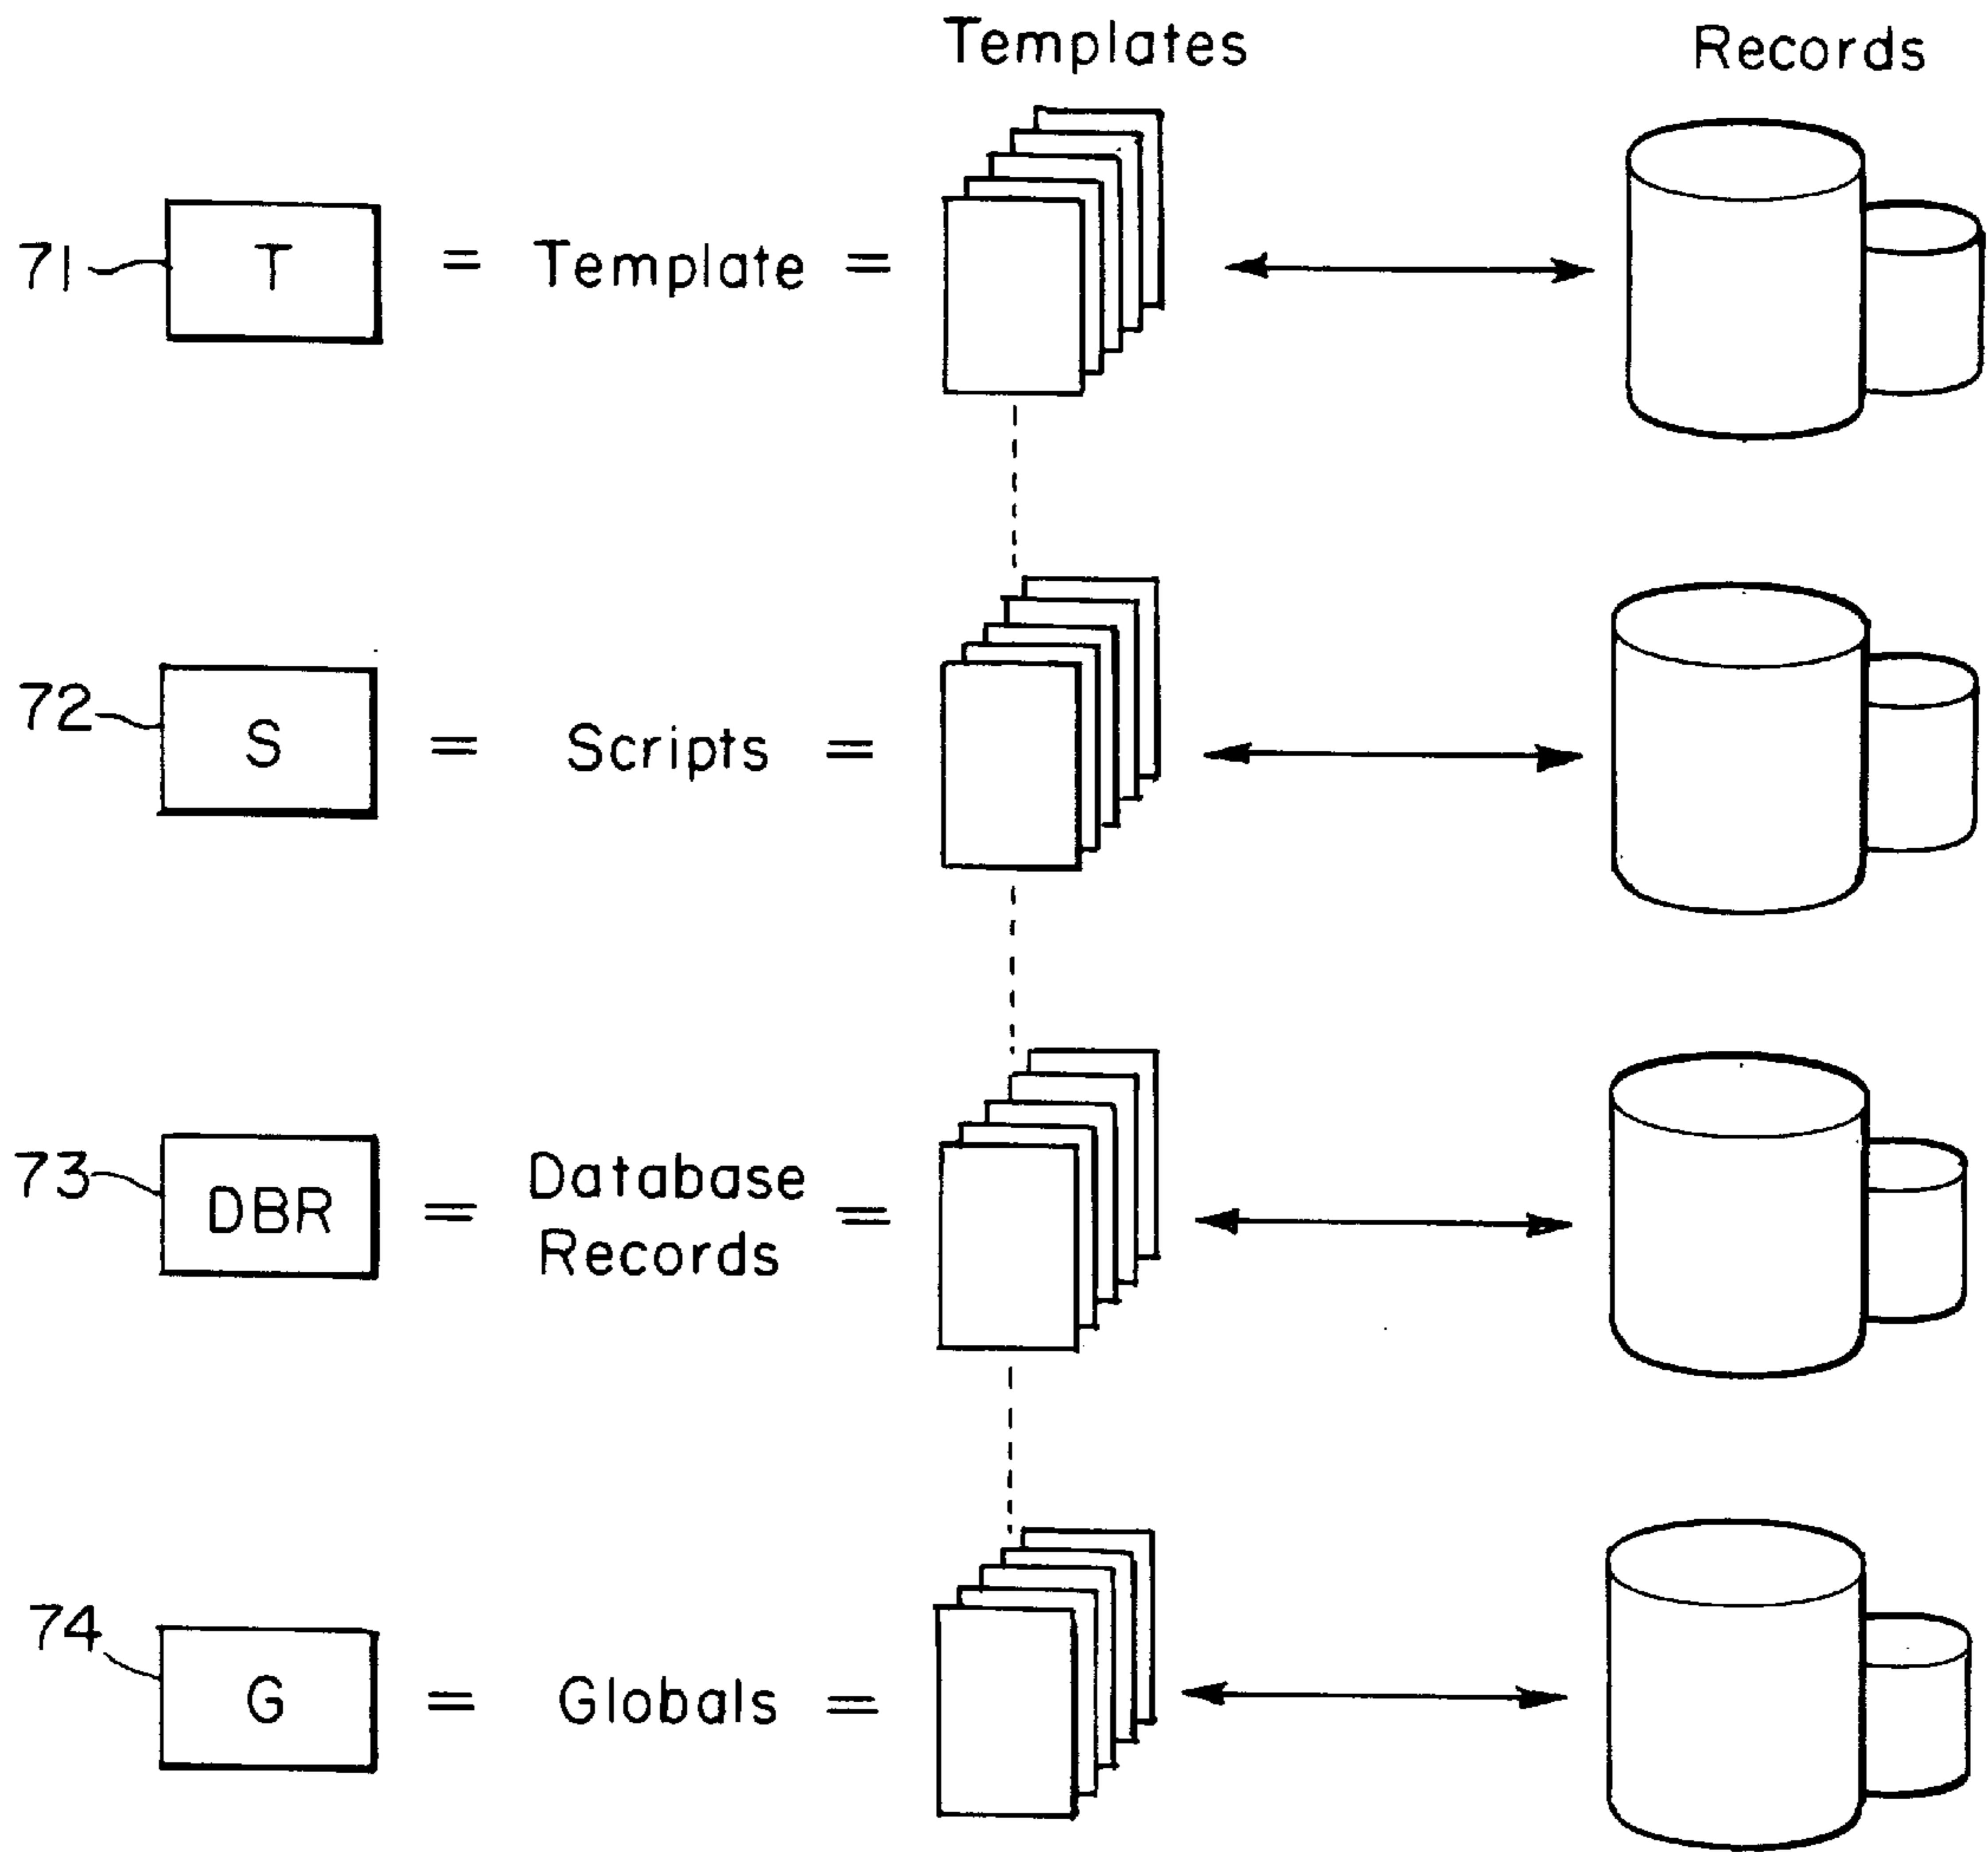 Templates Records
71 T = Template =
72 S = Scripts =
73 DBR = Database Records =
74 G = Globals =